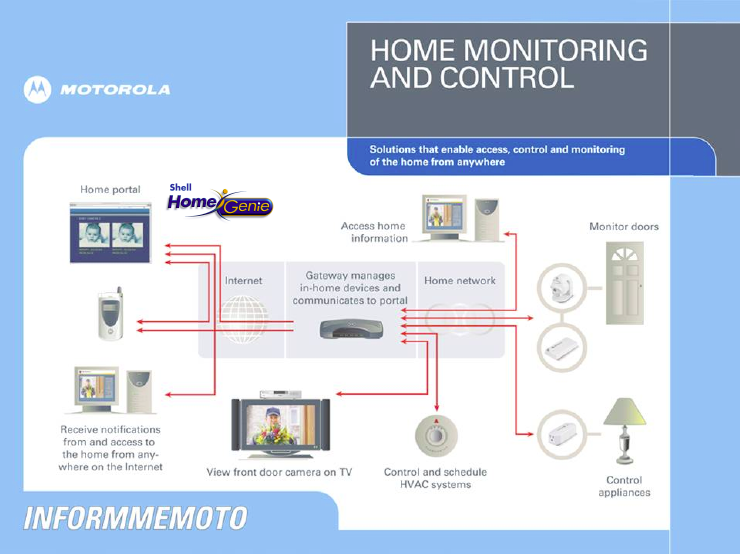 HOME MONITORING
AND CONTROL
MOTOROLA
Solutions that enable access, control and monitoring
of the home from anywhere
Home portal
Shell
HomeGenie
Access home
information
Monitor doors
Internet
Gateway manages
in-home devices and
communicates to portal
Home network
Receive notifications
from and access to
the home from any-
where on the Internet
View front door camera on TV
Control and schedule
HVAC systems
Control
appliances
INFORMMEMOTO